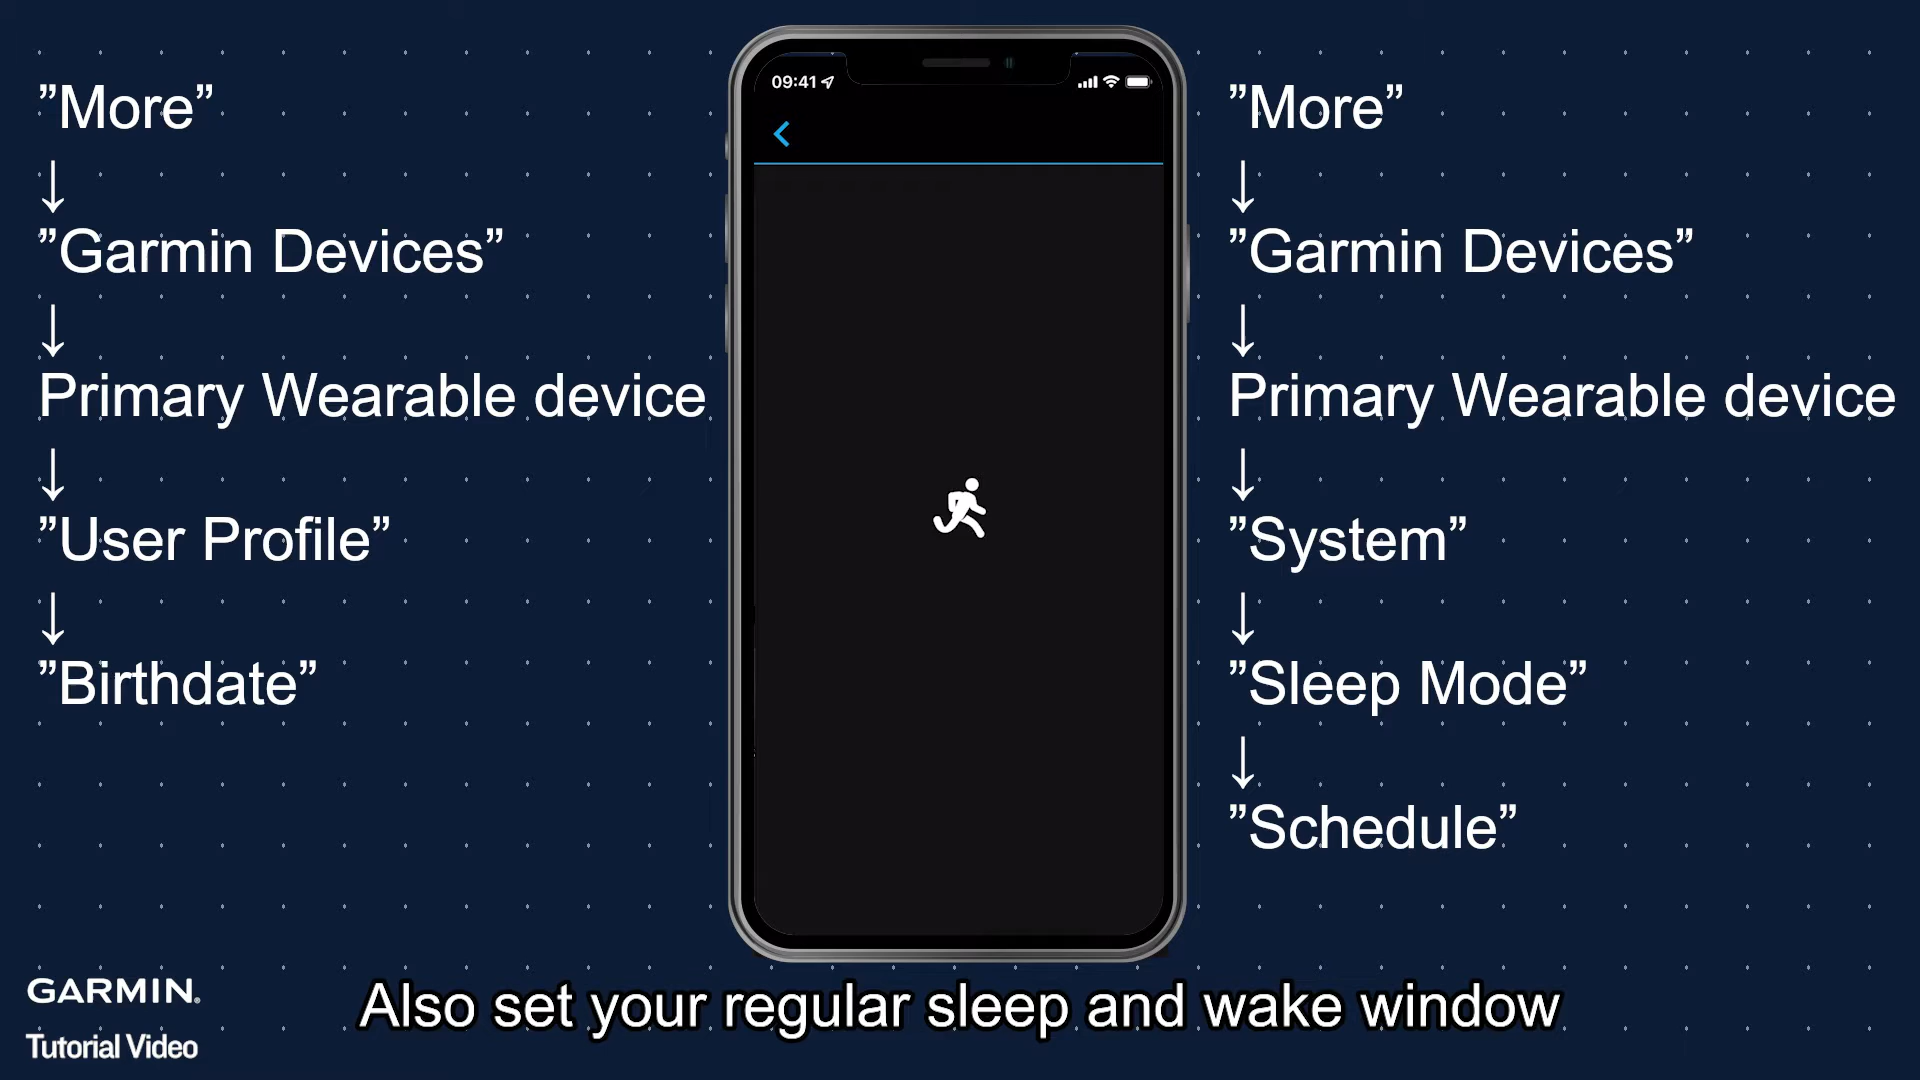 ”More”
↓
”Garmin Devices”
↓
Primary Wearable device
↓
”User Profile”
↓
”Birthdate”
09:41
”More”
↓
”Garmin Devices”
↓
Primary Wearable device
↓
”System”
↓
”Sleep Mode”
↓
”Schedule”
GARMIN.
Tutorial Video
Also set your regular sleep and wake window